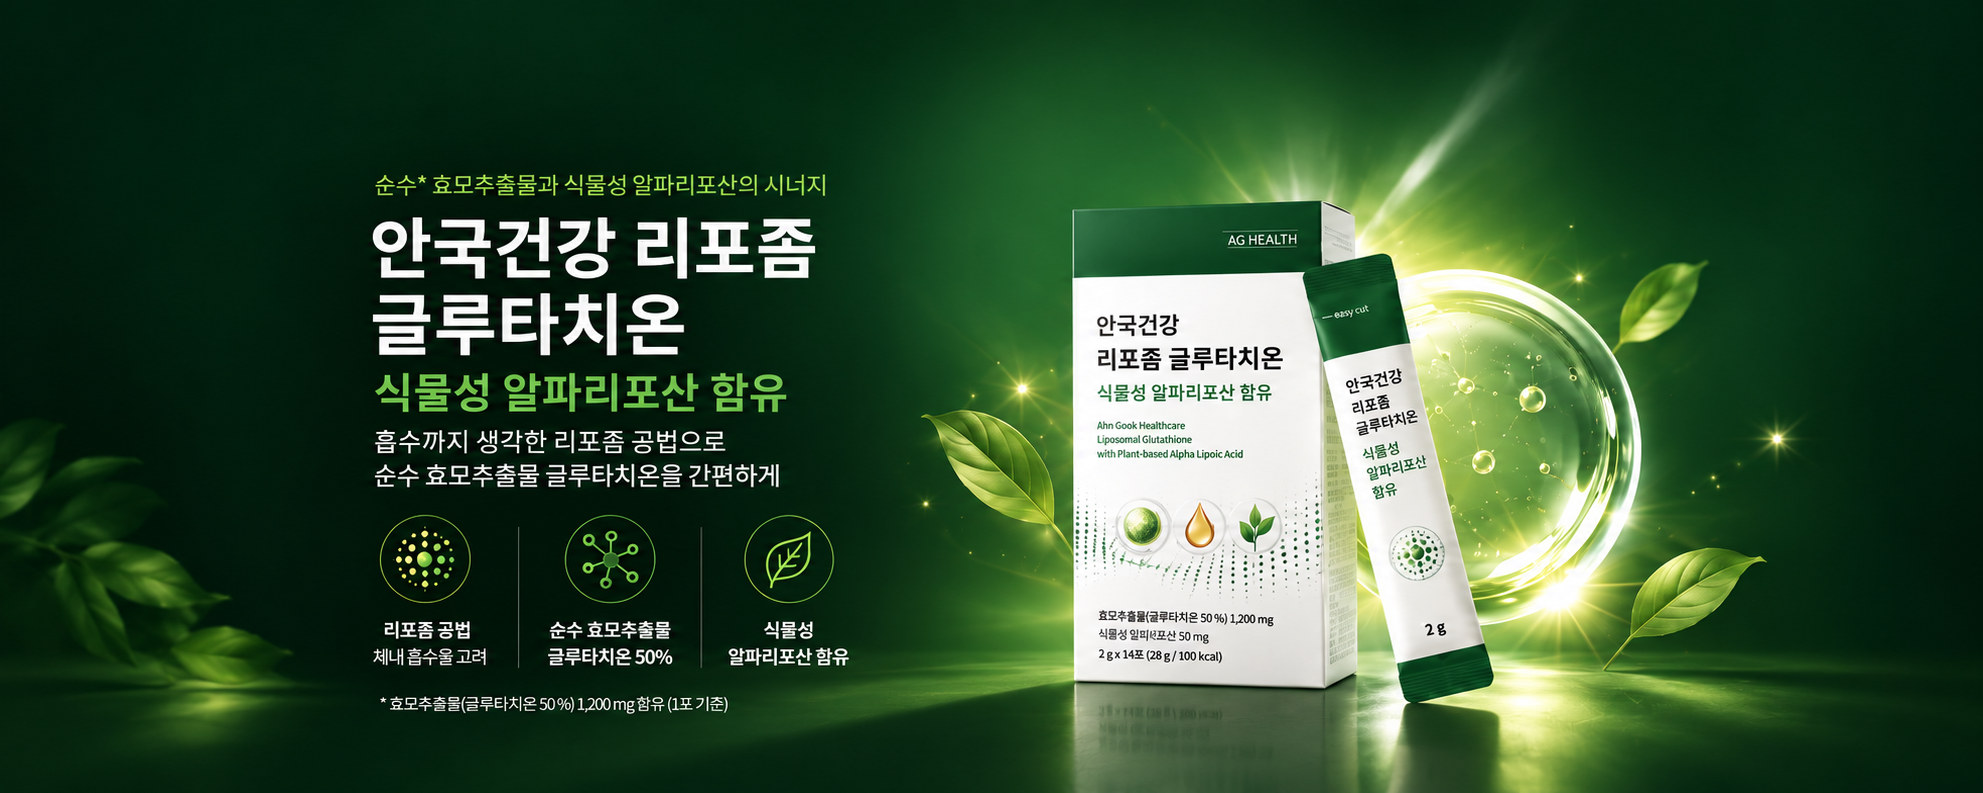 순수* 효모추출물과 식물성 알파리포산의 시너지
안국건강 리포좀
글루타치온
식물성 알파리포산 함유
흡수까지 생각한 리포좀 공법으로
순수 효모추출물 글루타치온을 간편하게
리포좀 공법
체내 흡수율 고려
순수 효모추출물
글루타치온 50%
식물성
알파리포산 함유
* 효모추출물(글루타치온 50%) 1,200 mg 함유 (1포 기준)
AG HEALTH
안국건강
리포좀 글루타치온
식물성 알파리포산 함유
Ahn Gook Healthcare
Liposomal Glutathione
with Plant-based Alpha Lipoic Acid
효모추출물(글루타치온 50 %) 1,200 mg
식물성 50 mg
2 g x 14포 (28 g / 100 kcal)
easy cut
안국건강
리포좀
글루타치온
식물성
알파리포산
함유
2 g